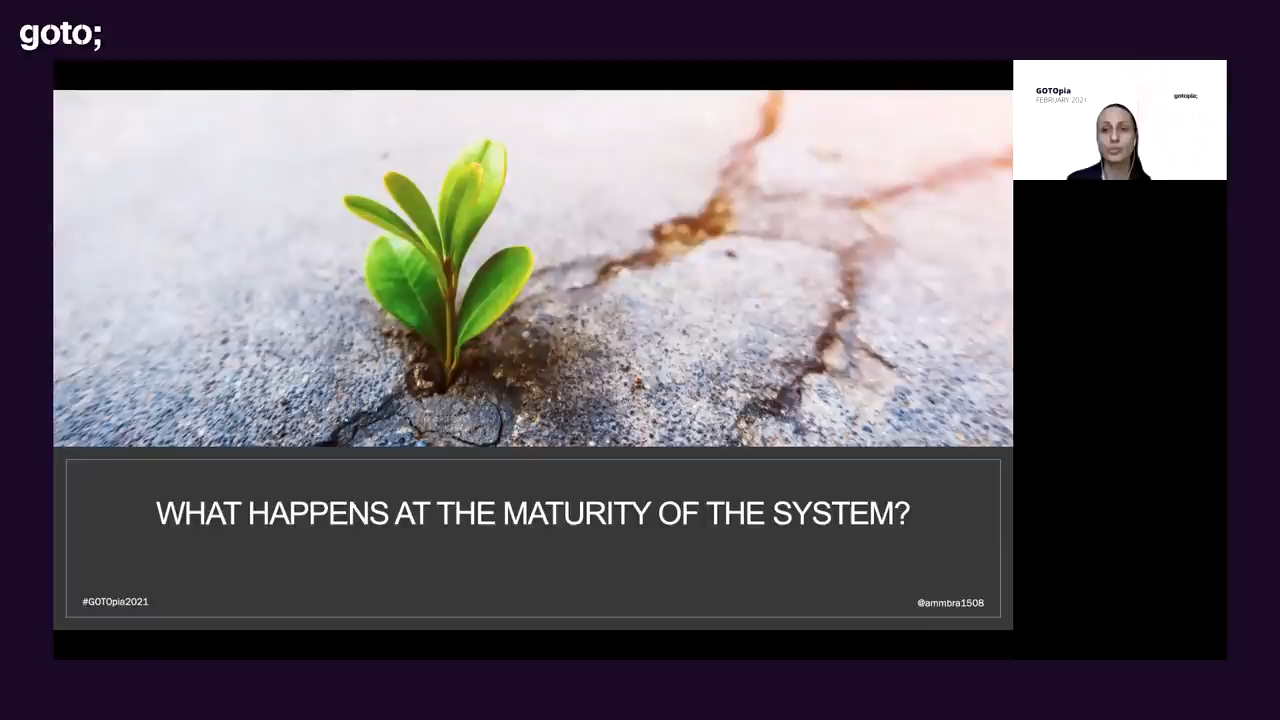 goto;
GOTOpia
FEBRUARY 2021
gotopia;
WHAT HAPPENS AT THE MATURITY OF THE SYSTEM?
#GOTOpia2021
@ammbra1508